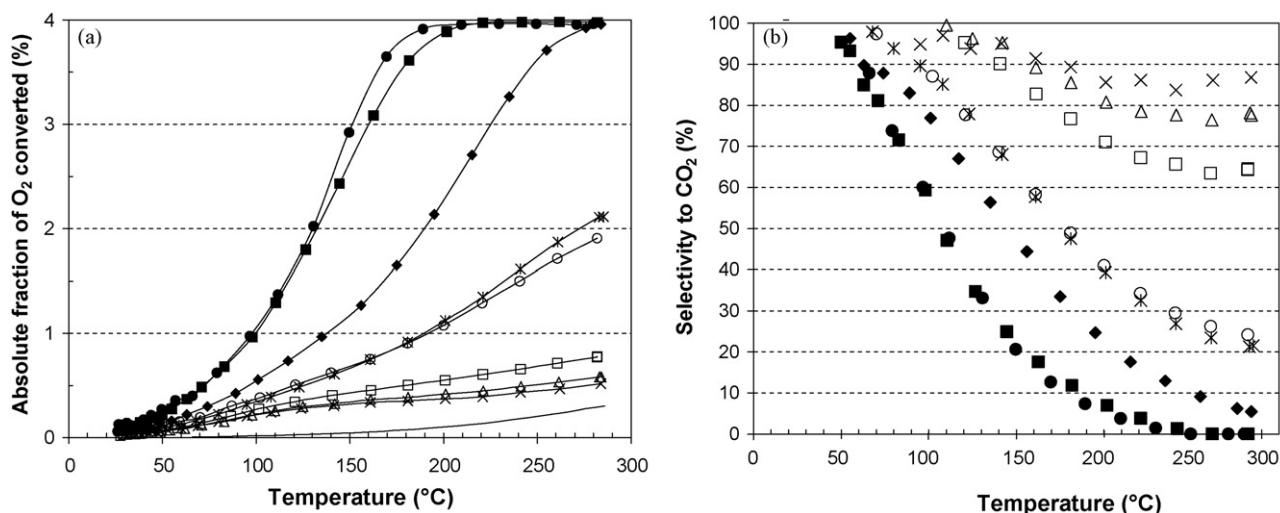 (a)
Absolute fraction of O₂ converted (%)
4
3
2
1
0
0 50 100 150 200 250 300
Temperature (°C)
(b)
Selectivity to CO₂ (%)
100
90
80
70
60
50
40
30
20
10
0
0 50 100 150 200 250 300
Temperature (°C)